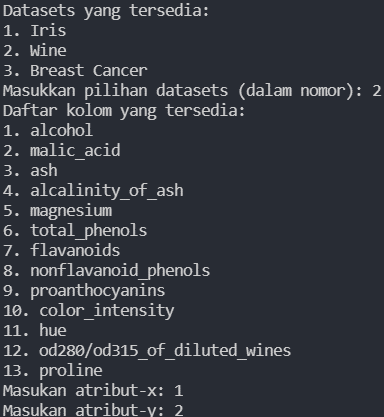 Datasets yang tersedia:
1. Iris
2. Wine
3. Breast Cancer
Masukkan pilihan datasets (dalam nomor): 2
Daftar kolom yang tersedia:
1. alcohol
2. malic_acid
3. ash
4. alcalinity_of_ash
5. magnesium
6. total_phenols
7. flavanoids
8. nonflavanoid_phenols
9. proanthocyanins
10. color_intensity
11. hue
12. od280/od315_of_diluted_wines
13. proline
Masukan atribut-x: 1
Masukan atribut-y: 2